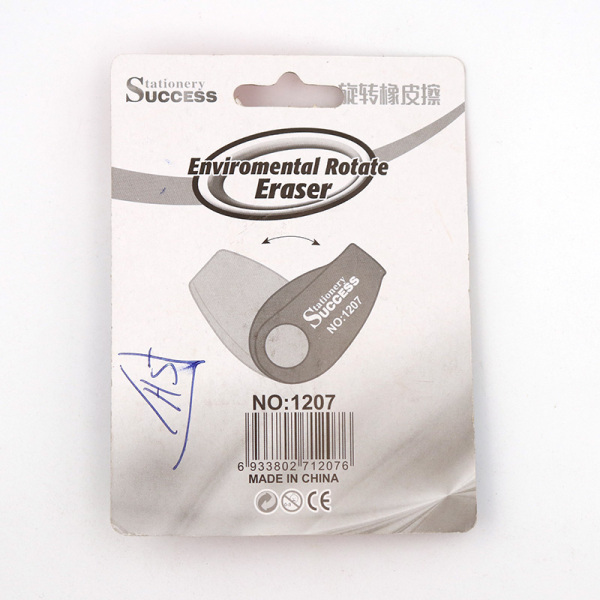 Stationery
SUCCESS
旋转橡皮擦
Enviromental Rotate
Eraser
Stationery
SUCCESS
NO:1207
NO:1207
6 933802 712076
MADE IN CHINA
CE